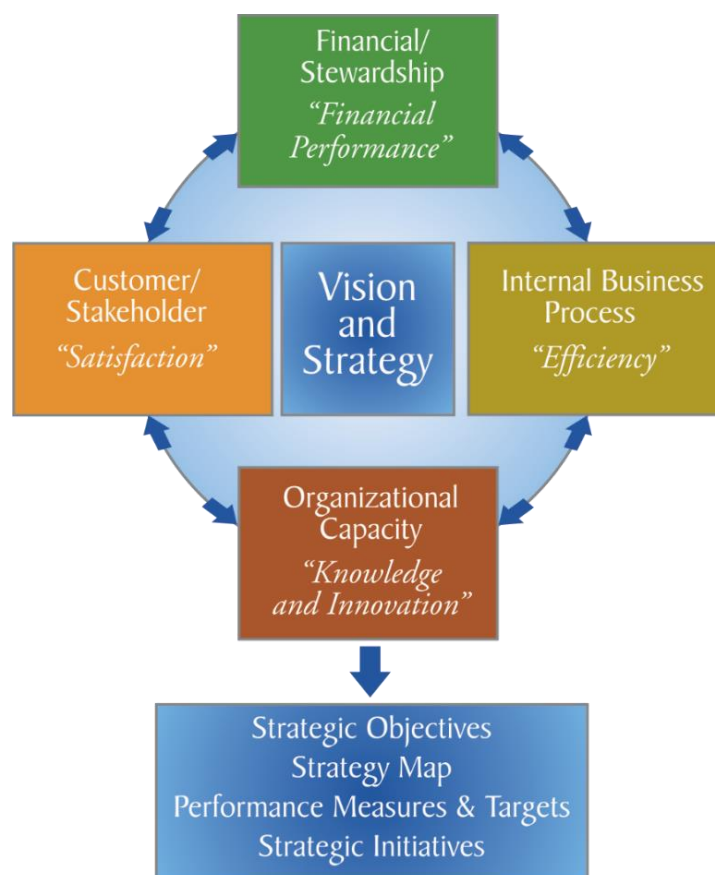 Financial/
Stewardship
“Financial
Performance”
Customer/
Stakeholder
“Satisfaction”
Vision
and
Strategy
Internal Business
Process
“Efficiency”
Organizational
Capacity
“Knowledge
and Innovation”
Strategic Objectives
Strategy Map
Performance Measures & Targets
Strategic Initiatives